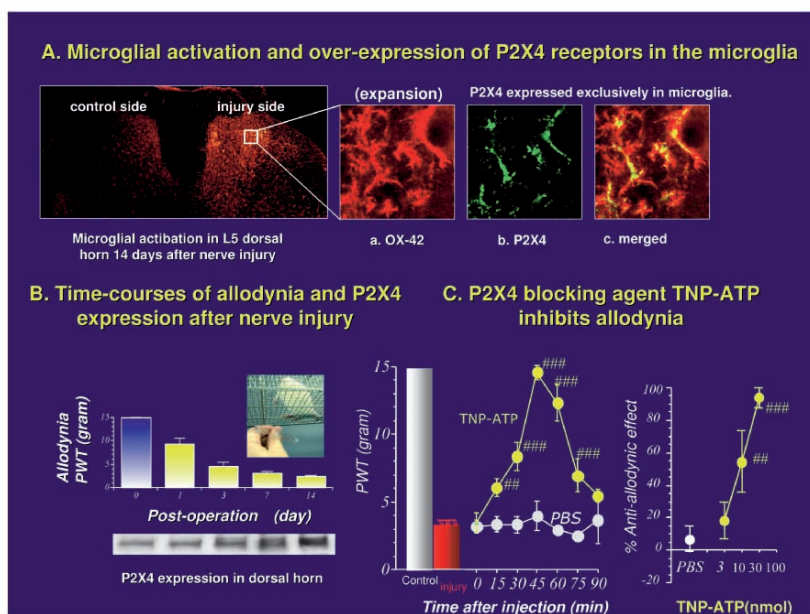 A. Microglial activation and over-expression of P2X4 receptors in the microglia
control side
injury side
(expansion)
P2X4 expressed exclusively in microglia.
Microglial actibation in L5 dorsal
horn 14 days after nerve injury
a. OX-42
b. P2X4
c. merged
B. Time-courses of allodynia and P2X4
expression after nerve injury
Allodynia
PWT (gram)
15
10
5
0
0 1 3 7 14
Post-operation (day)
P2X4 expression in dorsal horn
C. P2X4 blocking agent TNP-ATP
inhibits allodynia
PWT (gram)
15
10
5
0
Control
injury
TNP-ATP
##
###
###
###
###
PBS
0 15 30 45 60 75 90
Time after injection (min)
% Anti-allodynic effect
100
80
60
40
20
0
-20
##
###
PBS 3 10 30 100
TNP-ATP(nmol)